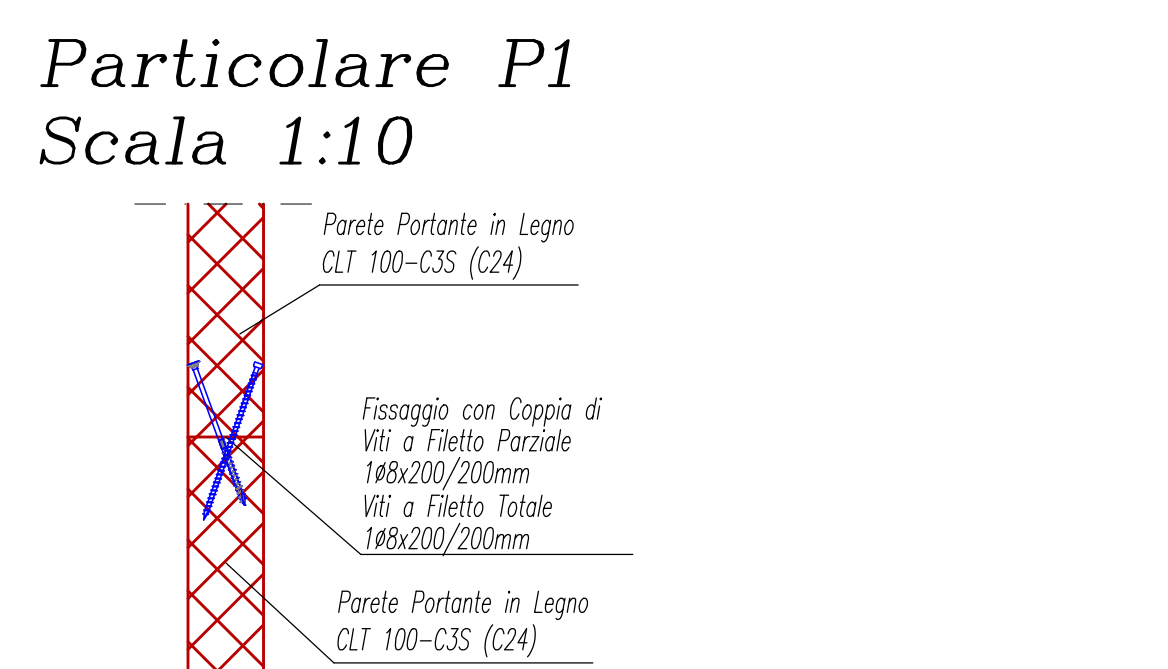 Particolare P1
Scala 1:10
Parete Portante in Legno
CLT 100-C3S (C24)
Fissaggio con Coppia di
Viti a Filetto Parziale
1ø8x200/200mm
Viti a Filetto Totale
1ø8x200/200mm
Parete Portante in Legno
CLT 100-C3S (C24)